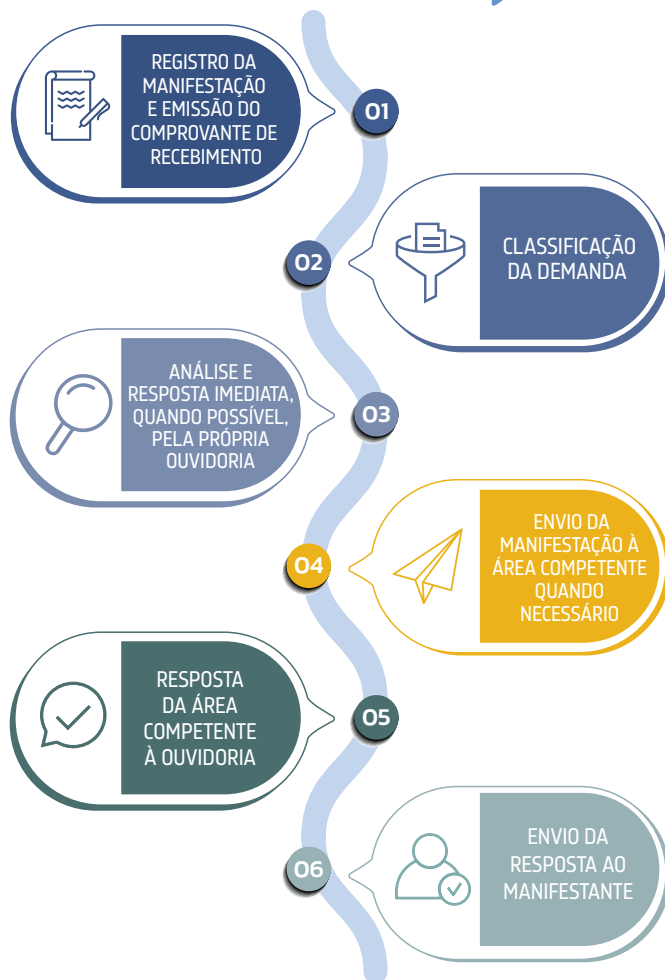 REGISTRO DA
MANIFESTAÇÃO
E EMISSÃO DO
COMPROVANTE DE
RECEBIMENTO
01
02
CLASSIFICAÇÃO
DA DEMANDA
ANÁLISE E
RESPOSTA IMEDIATA,
QUANDO POSSÍVEL,
PELA PRÓPRIA
OUVIDORIA
03
04
ENVIO DA
MANIFESTAÇÃO À
ÁREA COMPETENTE
QUANDO
NECESSÁRIO
RESPOSTA
DA ÁREA
COMPETENTE
À OUVIDORIA
05
06
ENVIO DA
RESPOSTA AO
MANIFESTANTE